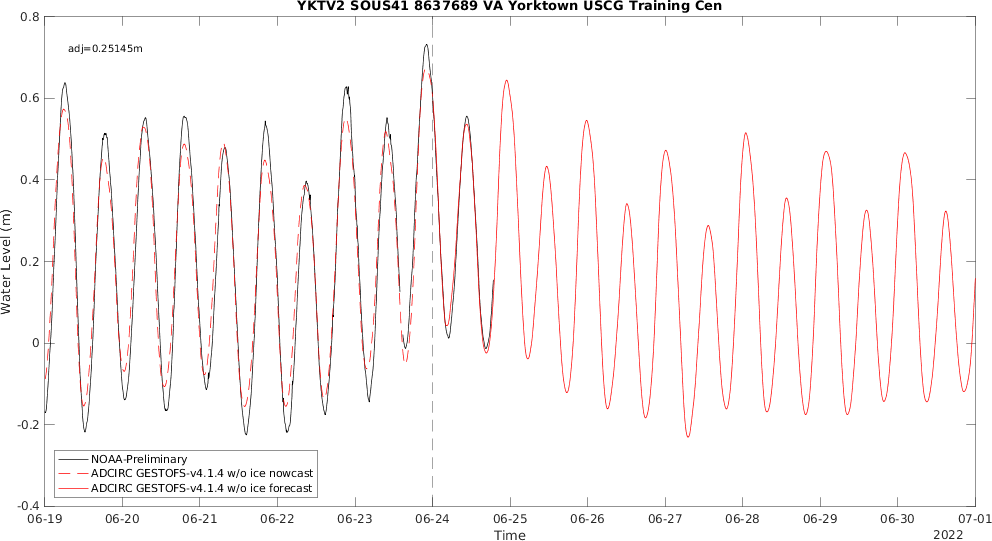 YKTV2 SOUS41 8637689 VA Yorktown USCG Training Cen
0.8
adj=0.25145m
0.6
0.4
0.2
0
-0.2
-0.4
Water Level (m)
NOAA-Preliminary
ADCIRC GESTOFS-v4.1.4 w/o ice nowcast
ADCIRC GESTOFS-v4.1.4 w/o ice forecast
06-19 06-20 06-21 06-22 06-23 06-24 06-25 06-26 06-27 06-28 06-29 06-30 07-01
Time
2022